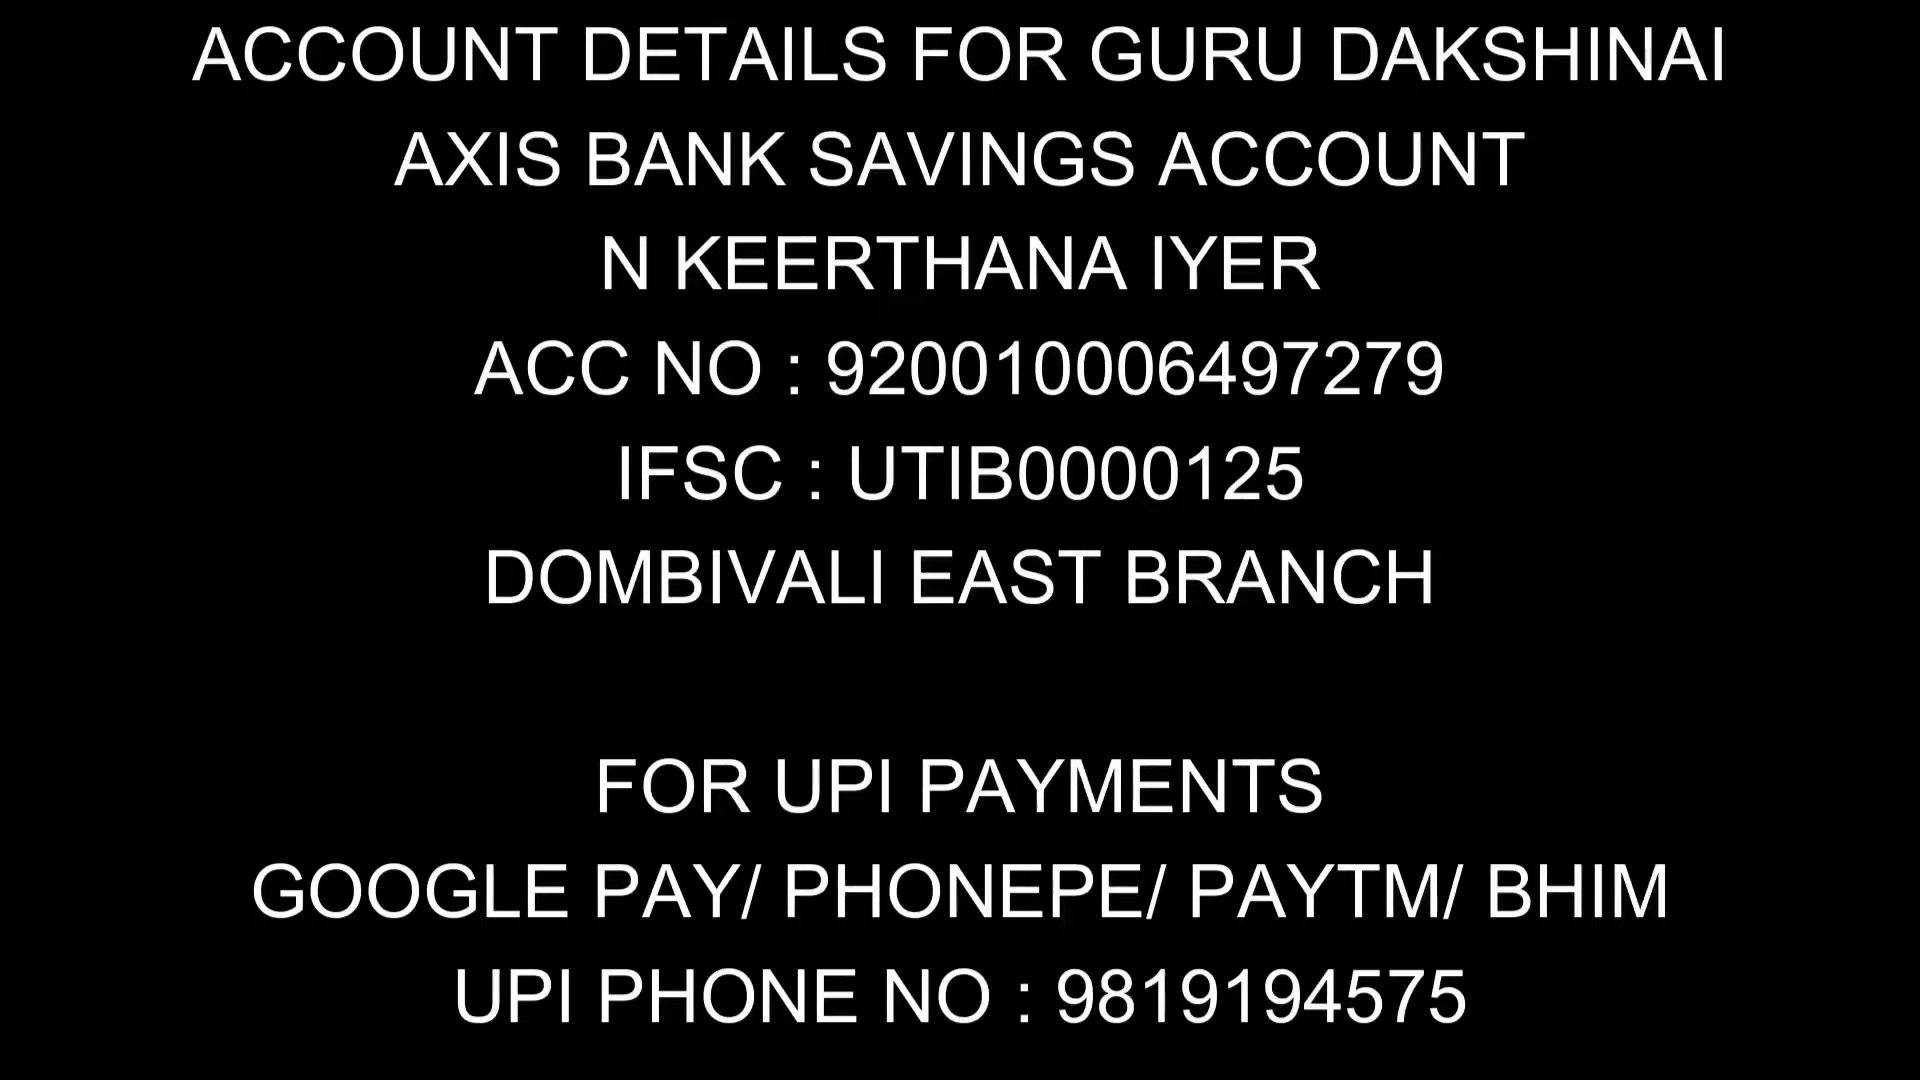 ACCOUNT DETAILS FOR GURU DAKSHINAI
AXIS BANK SAVINGS ACCOUNT
N KEERTHANA IYER
ACC NO : 920010006497279
IFSC : UTIB0000125
DOMBIVALI EAST BRANCH
FOR UPI PAYMENTS
GOOGLE PAY/ PHONEPE/ PAYTM/ BHIM
UPI PHONE NO : 9819194575